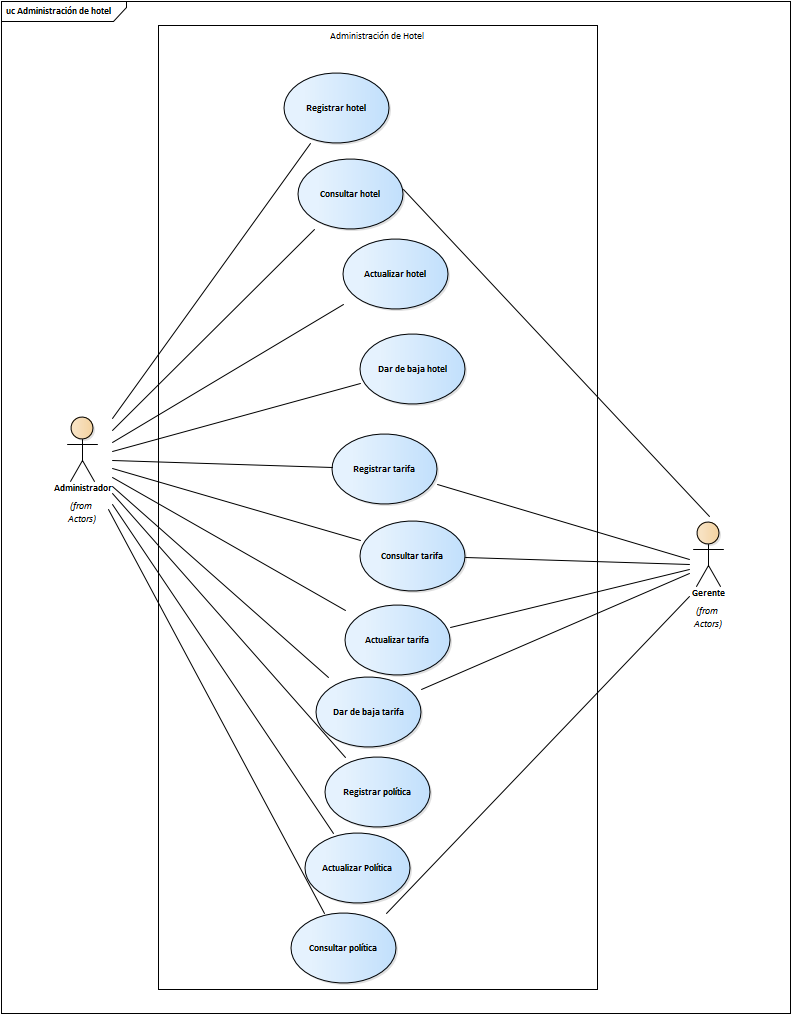 uc Administración de hotel
Administración de Hotel
Registrar hotel
Consultar hotel
Actualizar hotel
Dar de baja hotel
Registrar tarifa
Administrador
(from
Actors)
Consultar tarifa
Gerente
(from
Actors)
Actualizar tarifa
Dar de baja tarifa
Registrar política
Actualizar Política
Consultar política